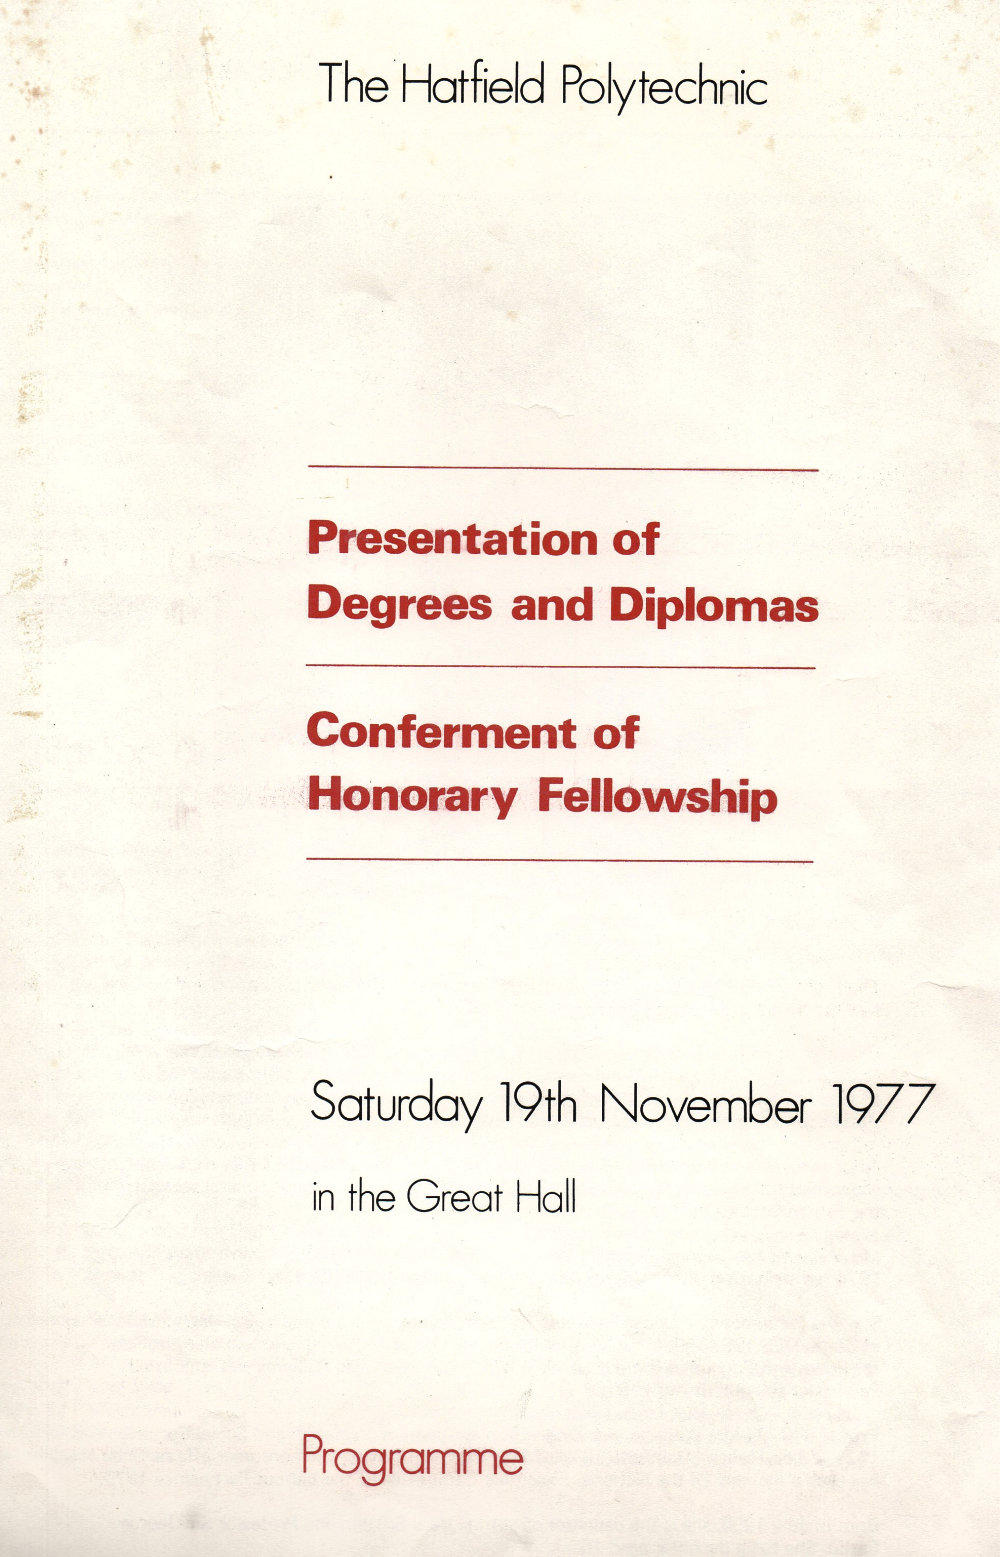 The Hatfield Polytechnic
Presentation of
Degrees and Diplomas
Conferment of
Honorary Fellowship
Saturday 19th November 1977
in the Great Hall
Programme